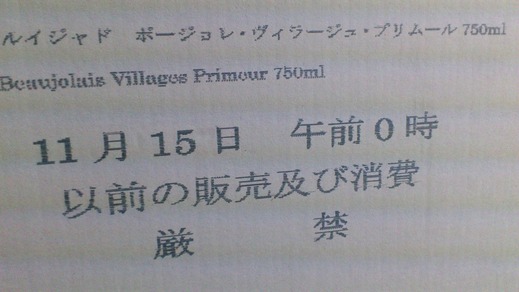 ルイジャド　ボージョレ・ヴィラージュ・プリムール 750ml
Beaujolais Villages Primeur 750ml
11月15日　午前0時
以前の販売及び消費
厳　禁